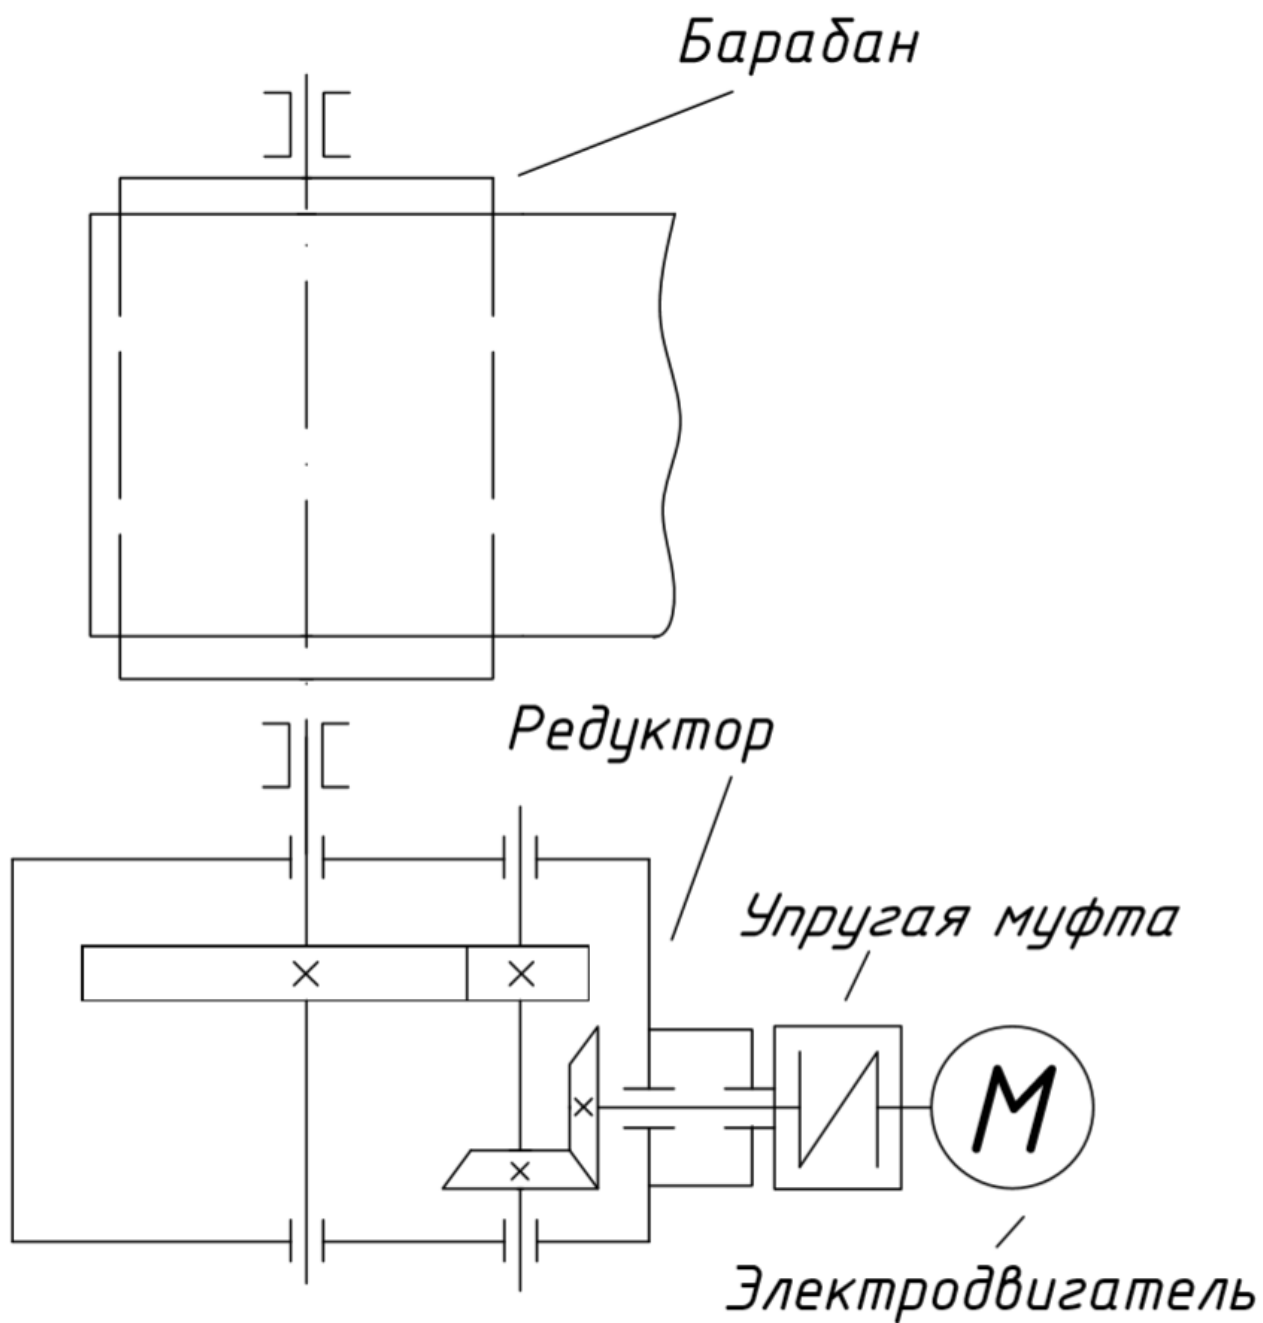 Барабан
Редуктор
Упругая муфта
М
Электродвигатель